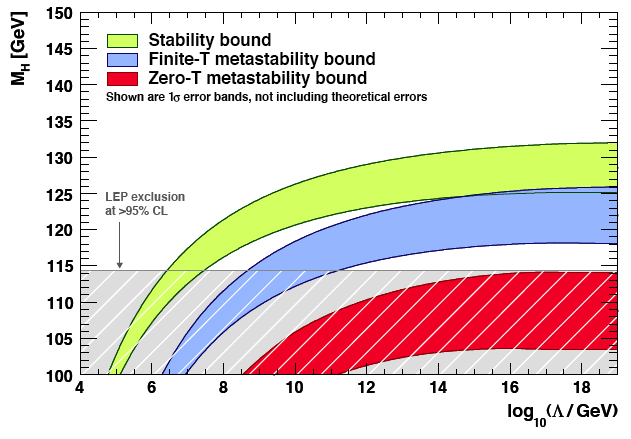 150
145
140
135
130
125
120
115
110
105
100
M_H [GeV]
Stability bound
Finite-T metastability bound
Zero-T metastability bound
Shown are 1σ error bands, not including theoretical errors
LEP exclusion
at >95% CL
4 6 8 10 12 14 16 18
log₁₀(Λ / GeV)